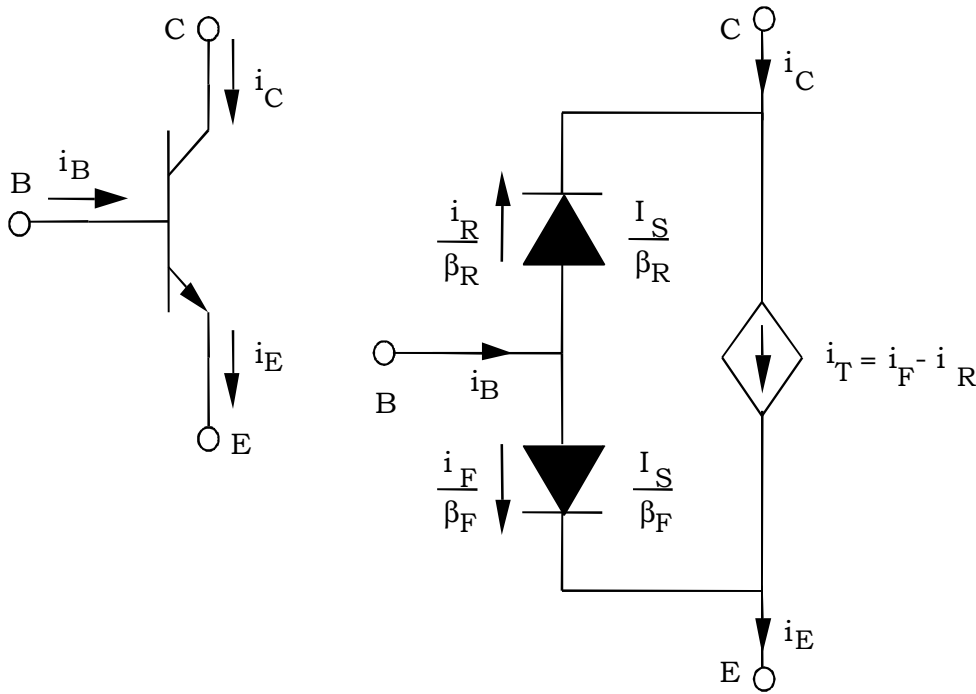 C
i_C
B
i_B
i_E
E
C
i_C
i_R
β_R
I_S
β_R
i_T = i_F - i_R
B
i_B
i_F
β_F
I_S
β_F
i_E
E